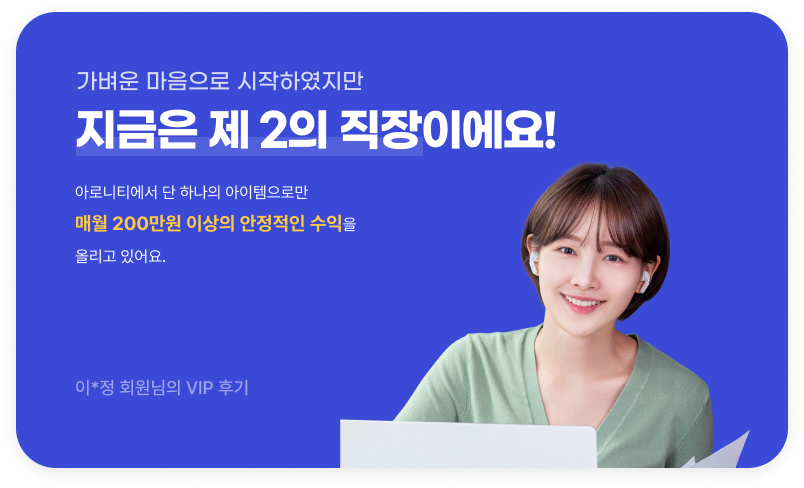 가벼운 마음으로 시작하였지만
지금은 제 2의 직장이에요!
아로니티에서 단 하나의 아이템으로만
매월 200만원 이상의 안정적인 수익을
올리고 있어요.
이*정 회원님의 VIP 후기